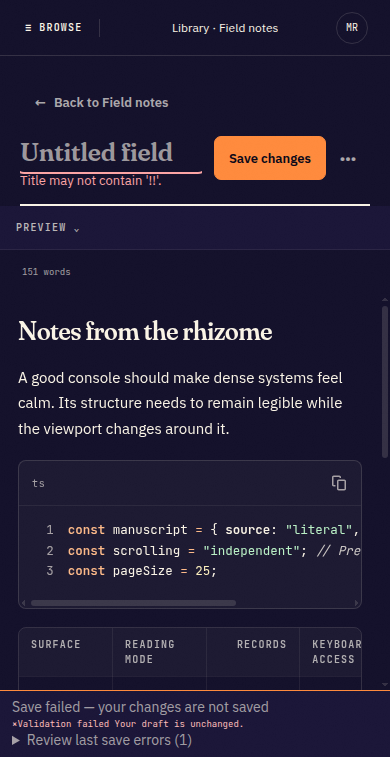 ≡ BROWSE
Library · Field notes
MR
← Back to Field notes
Untitled field
Save changes
•••
Title may not contain '!!'.
PREVIEW ⌄
151 words
Notes from the rhizome
A good console should make dense systems feel
calm. Its structure needs to remain legible while
the viewport changes around it.
ts
1 const manuscript = { source: "literal",
2 const scrolling = "independent"; // Pre
3 const pageSize = 25;
SURFACE
READING MODE
RECORDS
KEYBOAR
ACCESS
Save failed — your changes are not saved
×Validation failed Your draft is unchanged.
▶ Review last save errors (1)